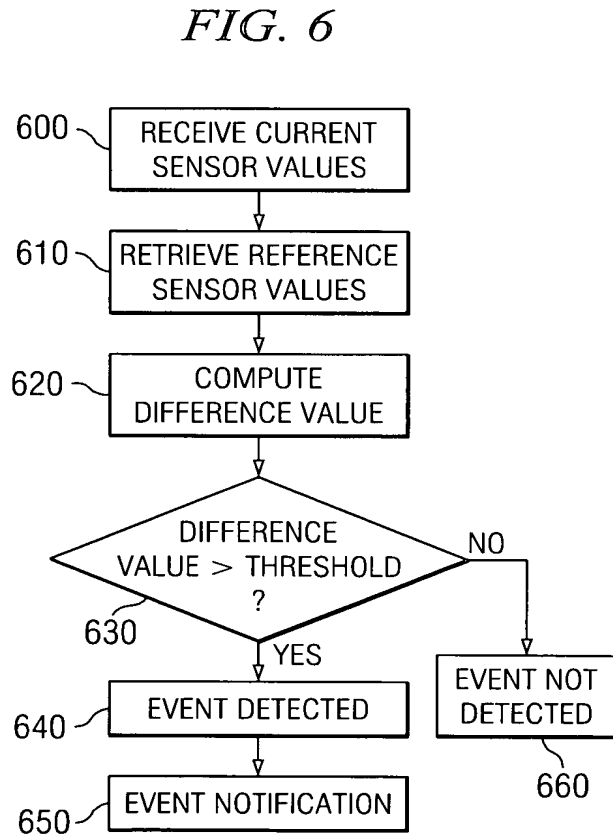 FIG. 6
600
RECEIVE CURRENT
SENSOR VALUES
610
RETRIEVE REFERENCE
SENSOR VALUES
620
COMPUTE
DIFFERENCE VALUE
DIFFERENCE
VALUE > THRESHOLD
?
630
NO
YES
640
EVENT DETECTED
EVENT NOT
DETECTED
660
650
EVENT NOTIFICATION